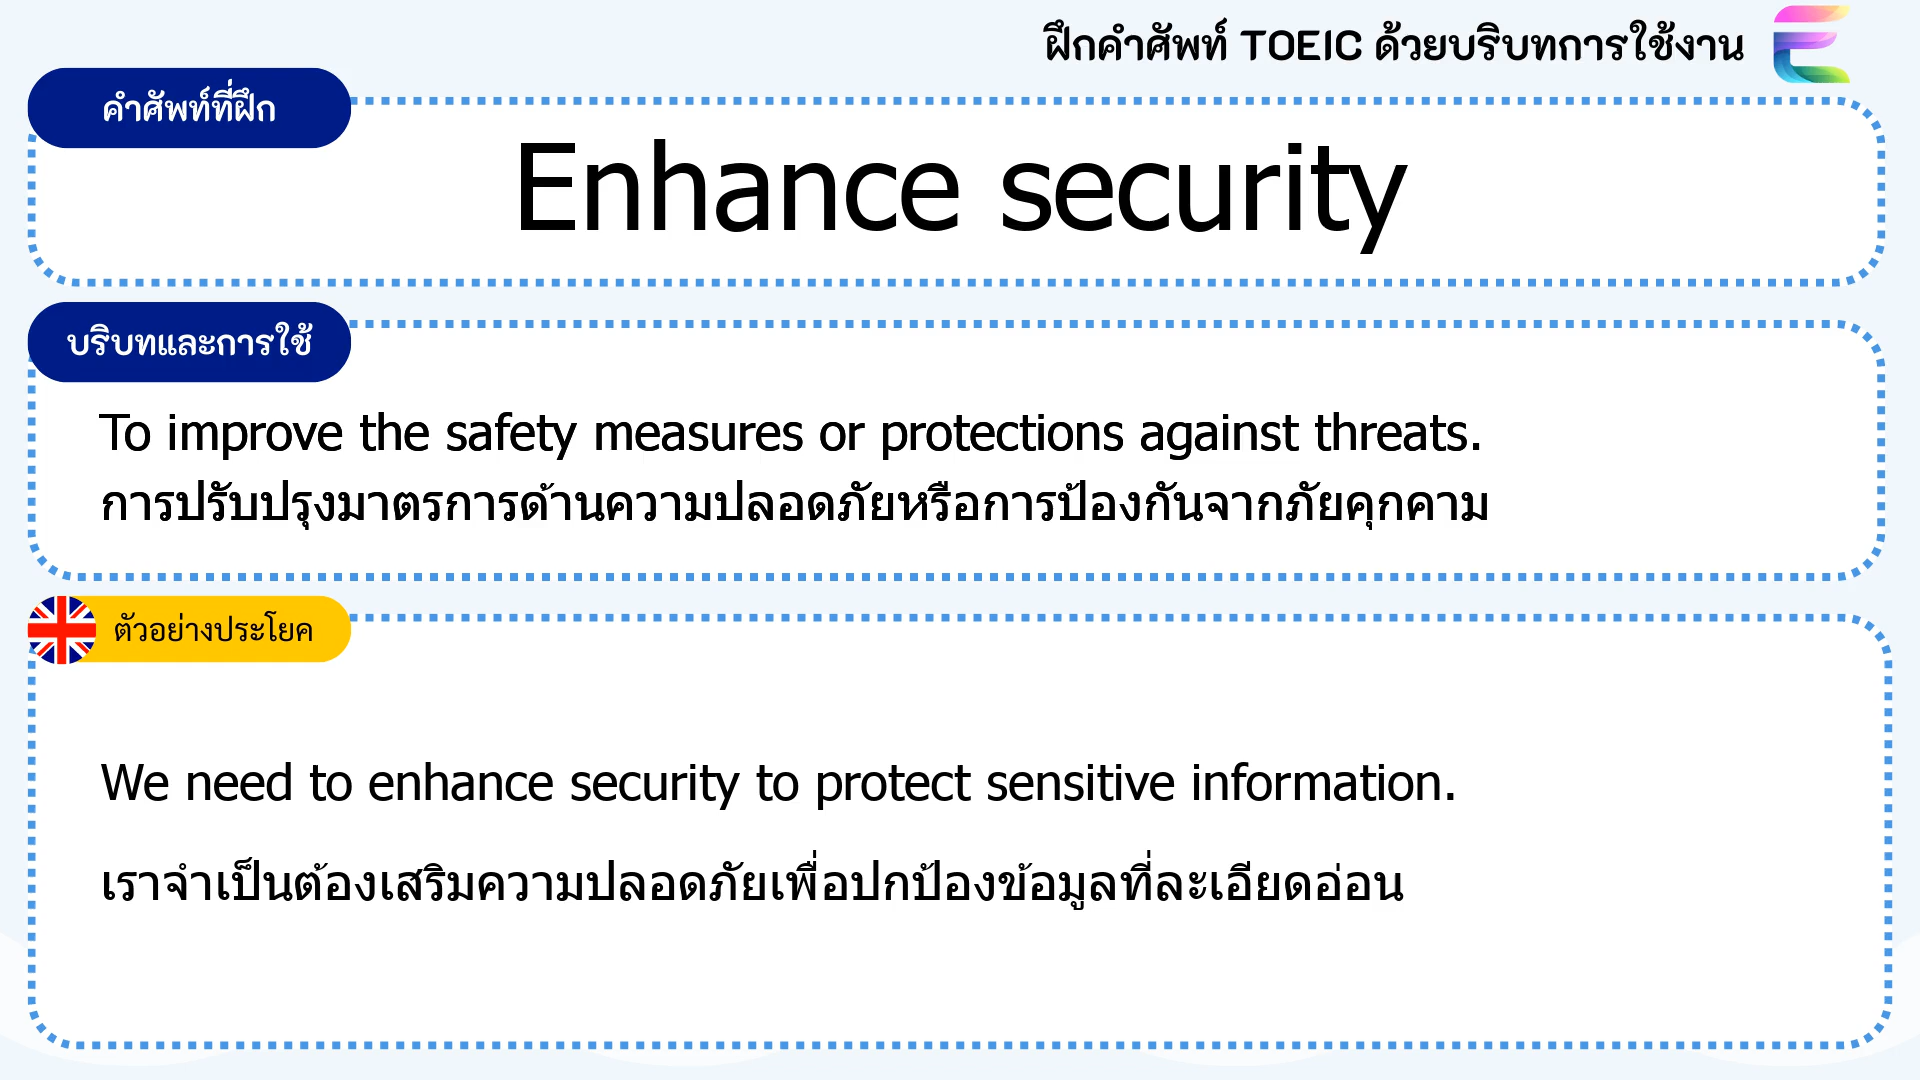 ฝึกคำศัพท์ TOEIC ด้วยบริบทการใช้งาน
คำศัพท์ที่ฝึก
Enhance security
บริบทและการใช้
To improve the safety measures or protections against threats.
การปรับปรุงมาตรการด้านความปลอดภัยหรือการป้องกันจากภัยคุกคาม
ตัวอย่างประโยค
We need to enhance security to protect sensitive information.
เราจำเป็นต้องเสริมความปลอดภัยเพื่อปกป้องข้อมูลที่ละเอียดอ่อน